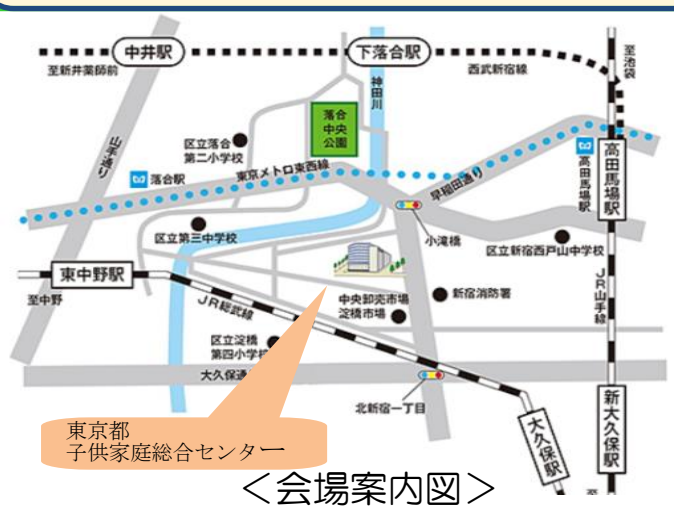 中井駅
下落合駅
至新井薬師前
西武新宿線
至池袋
神田川
山手通り
落合
中央
公園
区立落合
第二小学校
落合駅
東京メトロ東西線
早稲田通り
高田馬場駅
高田馬場駅
小滝橋
区立第三中学校
区立新宿西戸山中学校
東中野駅
至中野
JR総武線
中央卸売市場
淀橋市場
新宿消防署
JR山手線
区立淀橋
第四小学校
大久保通
北新宿一丁目
大久保駅
新大久保駅
至
東京都
子供家庭総合センター
＜会場案内図＞